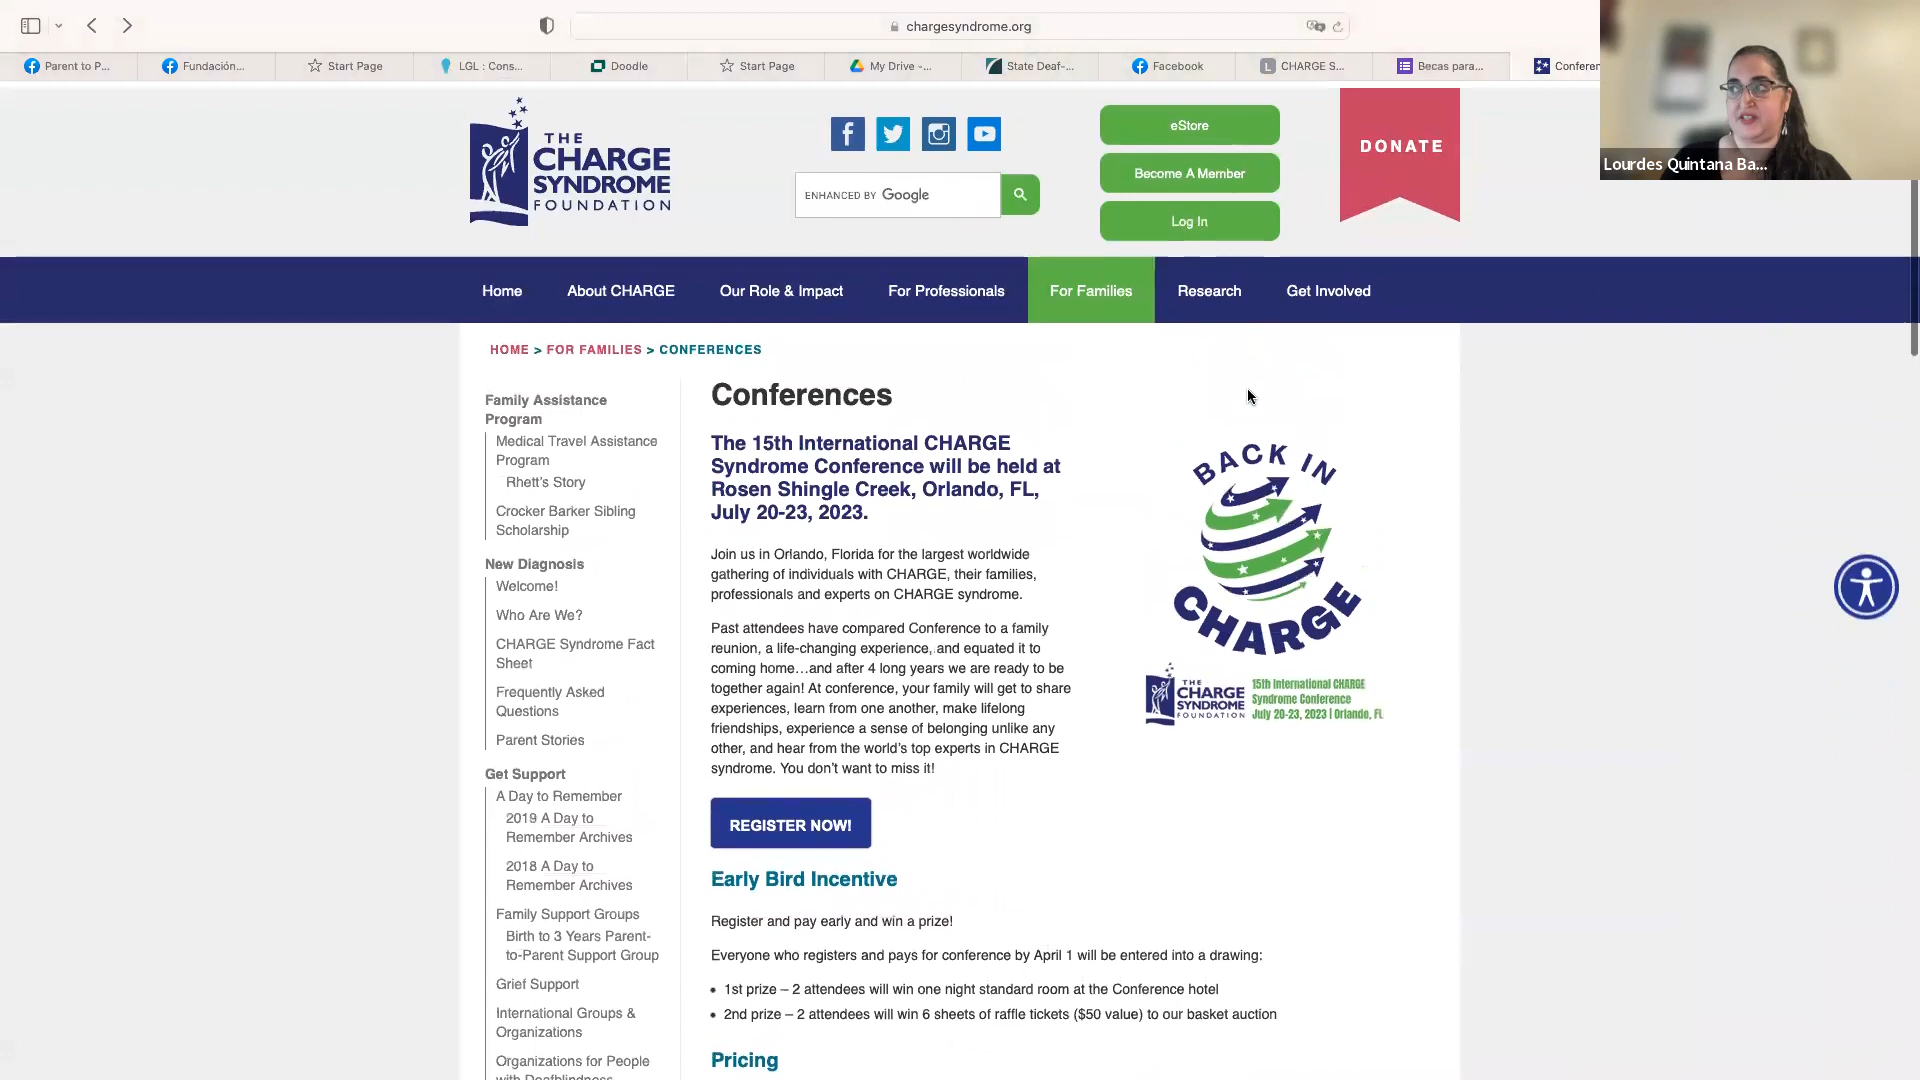 chargesyndrome.org
Parent to P...
Fundación...
Start Page
LGL : Cons...
Doodle
Start Page
My Drive -...
State Deaf-...
Facebook
CHARGE S...
Becas para...
Conferen
THE
CHARGE
SYNDROME
FOUNDATION
ENHANCED BY Google
eStore
Become A Member
Log In
DONATE
Lourdes Quintana Ba...
Home
About CHARGE
Our Role & Impact
For Professionals
For Families
Research
Get Involved
HOME > FOR FAMILIES > CONFERENCES
Family Assistance
Program
Medical Travel Assistance
Program
Rhett's Story
Crocker Barker Sibling
Scholarship
New Diagnosis
Welcome!
Who Are We?
CHARGE Syndrome Fact
Sheet
Frequently Asked
Questions
Parent Stories
Get Support
A Day to Remember
2019 A Day to
Remember Archives
2018 A Day to
Remember Archives
Family Support Groups
Birth to 3 Years Parent-
to-Parent Support Group
Grief Support
International Groups &
Organizations
Organizations for People
with Deafblindness
Conferences
The 15th International CHARGE
Syndrome Conference will be held at
Rosen Shingle Creek, Orlando, FL,
July 20-23, 2023.
Join us in Orlando, Florida for the largest worldwide
gathering of individuals with CHARGE, their families,
professionals and experts on CHARGE syndrome.
Past attendees have compared Conference to a family
reunion, a life-changing experience, and equated it to
coming home…and after 4 long years we are ready to be
together again! At conference, your family will get to share
experiences, learn from one another, make lifelong
friendships, experience a sense of belonging unlike any
other, and hear from the world's top experts in CHARGE
syndrome. You don't want to miss it!
REGISTER NOW!
Early Bird Incentive
Register and pay early and win a prize!
Everyone who registers and pays for conference by April 1 will be entered into a drawing:
• 1st prize – 2 attendees will win one night standard room at the Conference hotel
• 2nd prize – 2 attendees will win 6 sheets of raffle tickets ($50 value) to our basket auction
Pricing
BACK IN
CHARGE
THE
CHARGE
SYNDROME
FOUNDATION
15th International CHARGE
Syndrome Conference
July 20-23, 2023 | Orlando, FL